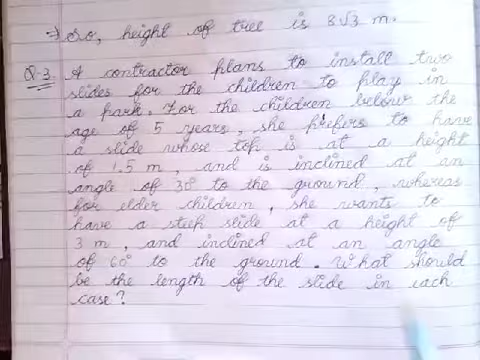 ⇒ So, height of tree is 8√3 m.
Q.3. A contractor plans to install two
slides for the children to play in
a park. For the children below the
age of 5 years, she prefers to have
a slide whose top is at a height
of 1.5 m, and is inclined at an
angle of 30° to the ground, whereas
for elder children, she wants to
have a steep slide at a height of
3 m, and inclined at an angle
of 60° to the ground. What should
be the length of the slide in each
case?